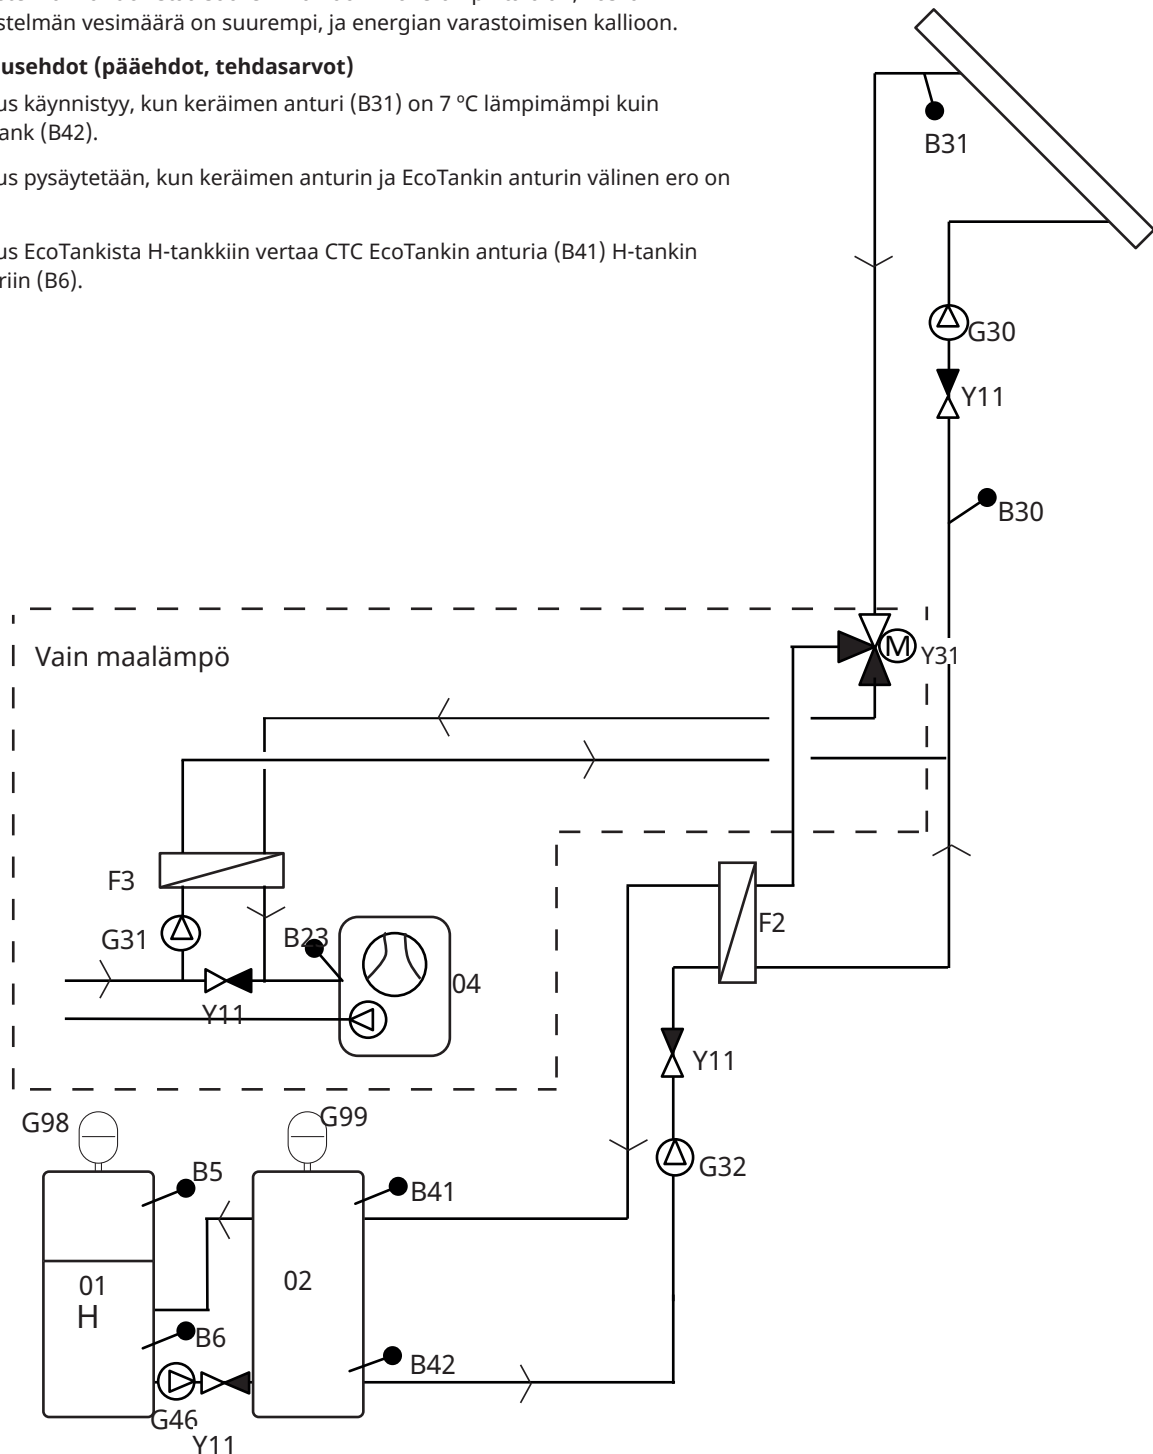 stelmän vesimäärä on suurempi, ja energian varastoimisen kallioon.
usehdot (pääehdot, tehdasarvot)
us käynnistyy, kun keräimen anturi (B31) on 7 ºC lämpimämpi kuin
ank (B42).
us pysäytetään, kun keräimen anturin ja EcoTankin anturin välinen ero on
us EcoTankista H-tankkiin vertaa CTC EcoTankin anturia (B41) H-tankin
riin (B6).
B31
G30
Y11
B30
Vain maalämpö
M
Y31
F3
G31
B23
04
F2
Y11
Y11
G98
G99
G32
B5
B41
01
H
02
B6
B42
G46
Y11